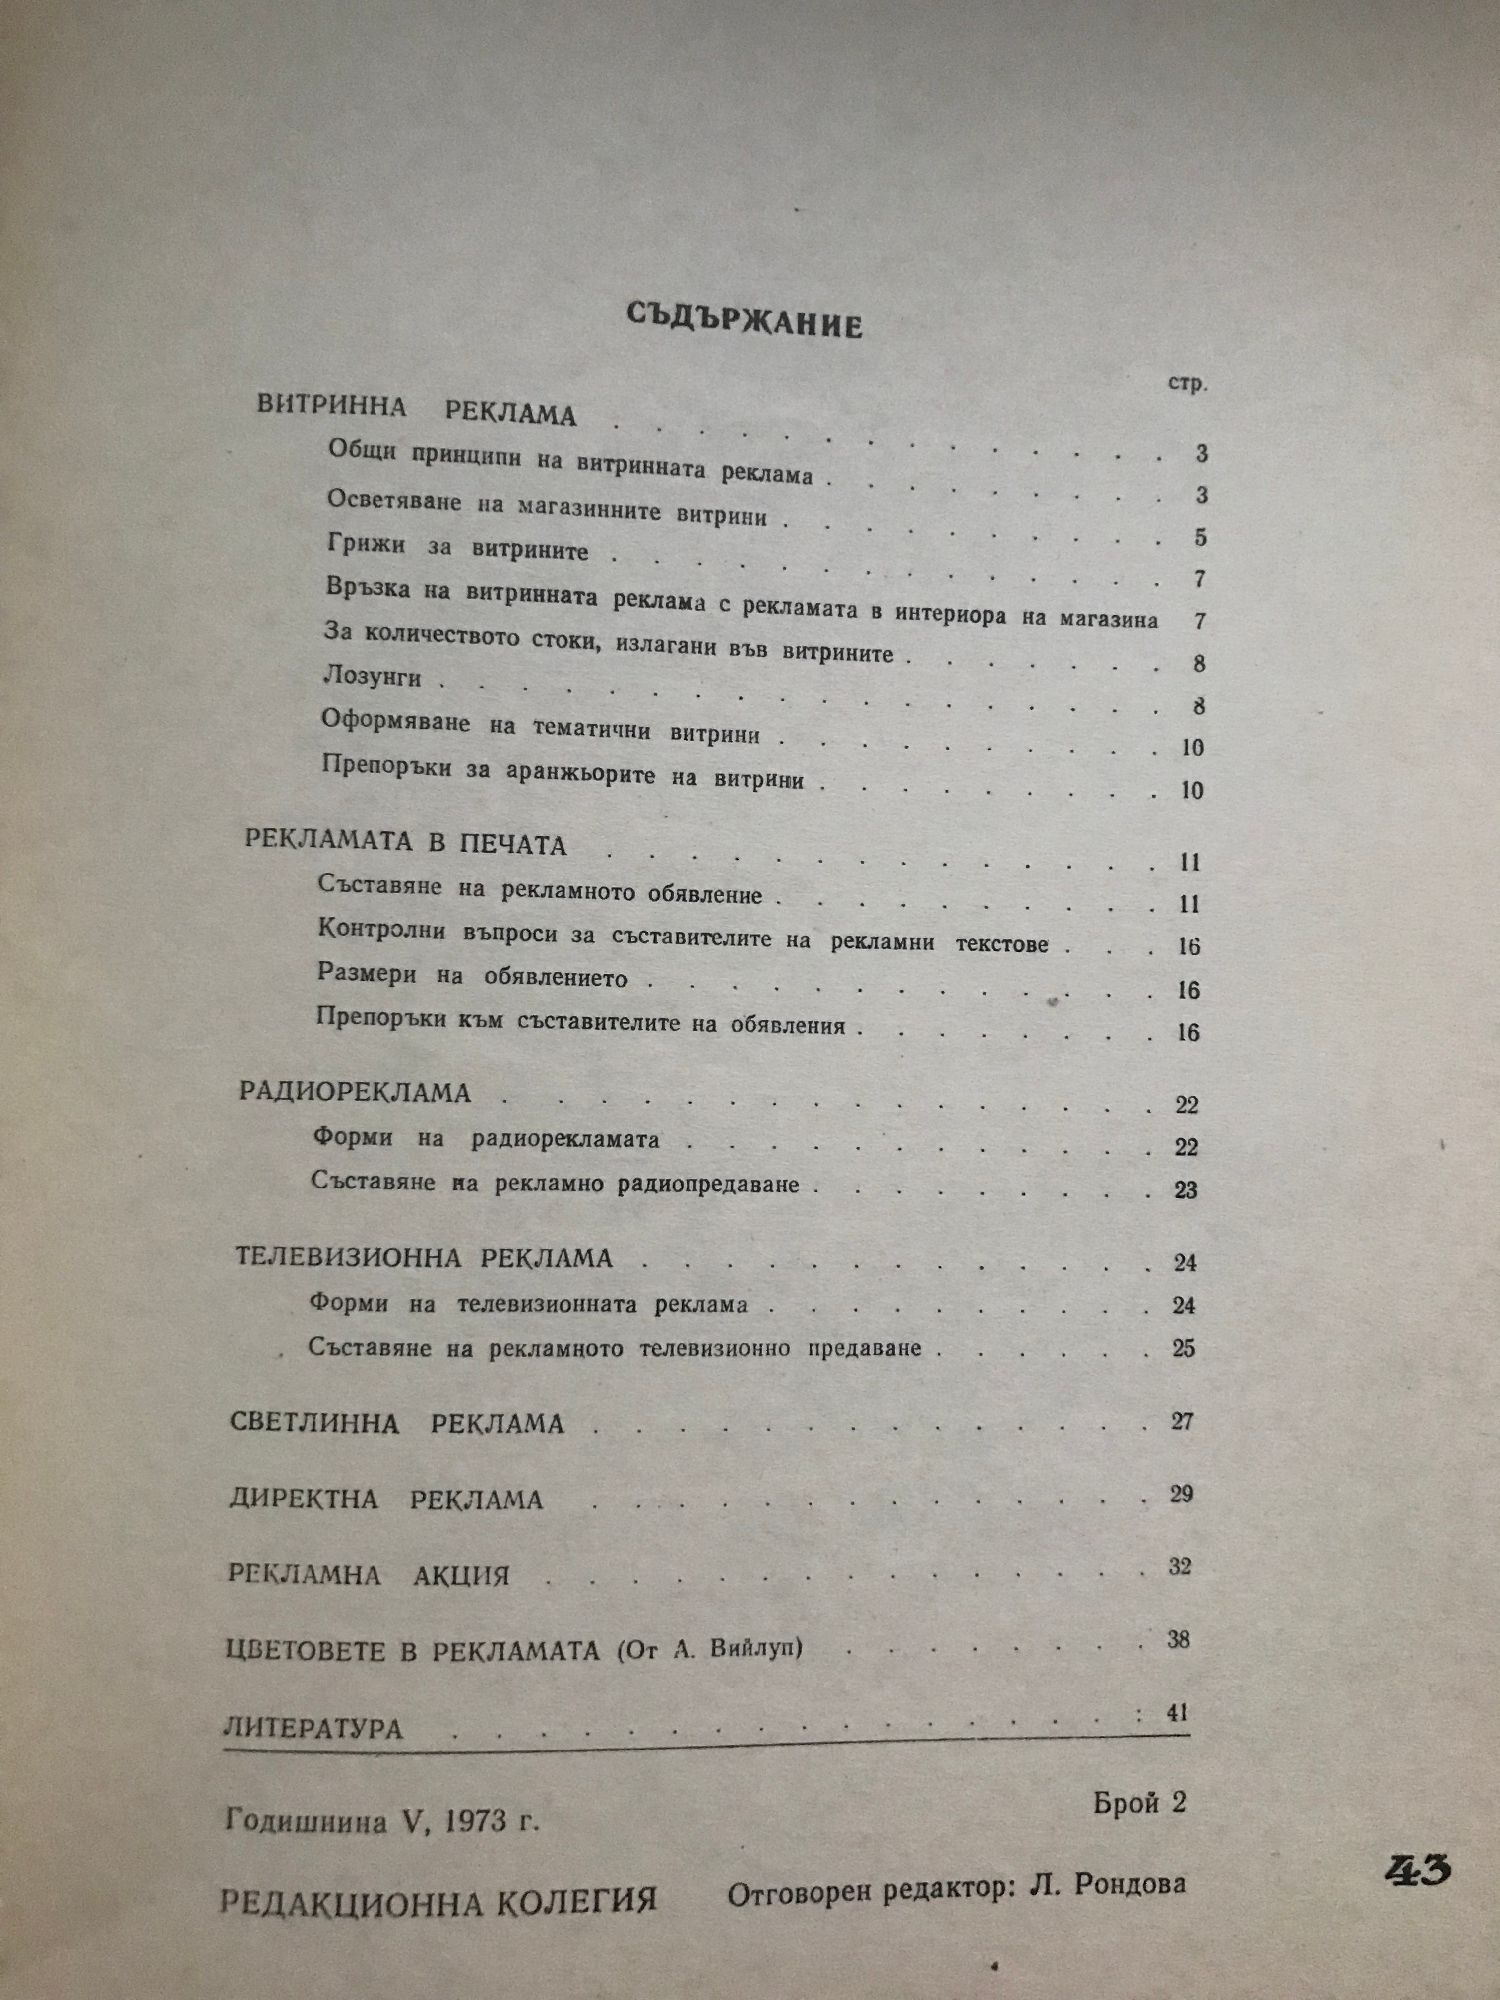 СЪДЪРЖАНИЕ
стр.
ВИТРИННА РЕКЛАМА . . . . . . . . . . . . . . 3
Общи принципи на витринната реклама . . . . . . . . . 3
Осветяване на магазинните витрини . . . . . . . . . . 5
Грижи за витрините . . . . . . . . . . . . . . 7
Връзка на витринната реклама с рекламата в интериора на магазина 7
За количеството стоки, излагани във витрините . . . . . . . 8
Лозунги . . . . . . . . . . . . . . . . . . 8
Оформяване на тематични витрини . . . . . . . . . . 10
Препоръки за аранжьорите на витрини . . . . . . . . . 10
РЕКЛАМАТА В ПЕЧАТА . . . . . . . . . . . . . . 11
Съставяне на рекламното обявление . . . . . . . . . . 11
Контролни въпроси за съставителите на рекламни текстове . . . 16
Размери на обявлението . . . . . . . . . . . . . 16
Препоръки към съставителите на обявления . . . . . . . . 16
РАДИОРЕКЛАМА . . . . . . . . . . . . . . . . 22
Форми на радиорекламата . . . . . . . . . . . . 22
Съставяне на рекламно радиопредаване . . . . . . . . . 23
ТЕЛЕВИЗИОННА РЕКЛАМА . . . . . . . . . . . . . 24
Форми на телевизионната реклама . . . . . . . . . . 24
Съставяне на рекламното телевизионно предаване . . . . . . 25
СВЕТЛИННА РЕКЛАМА . . . . . . . . . . . . . . 27
ДИРЕКТНА РЕКЛАМА . . . . . . . . . . . . . . 29
РЕКЛАМНА АКЦИЯ . . . . . . . . . . . . . . . 32
ЦВЕТОВЕТЕ В РЕКЛАМАТА (От А. Вийлуп) . . . . . . . . 38
ЛИТЕРАТУРА . . . . . . . . . . . . . . . . : 41
Годишнина V, 1973 г. Брой 2
РЕДАКЦИОННА КОЛЕГИЯ Отговорен редактор: Л. Рондова
43